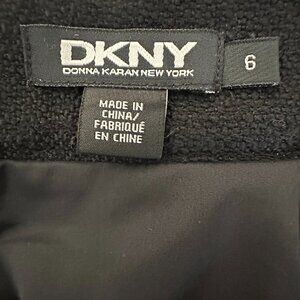 DKNY
DONNA KARAN NEW YORK
6
MADE IN
CHINA/
FABRIQUÉ
EN CHINE